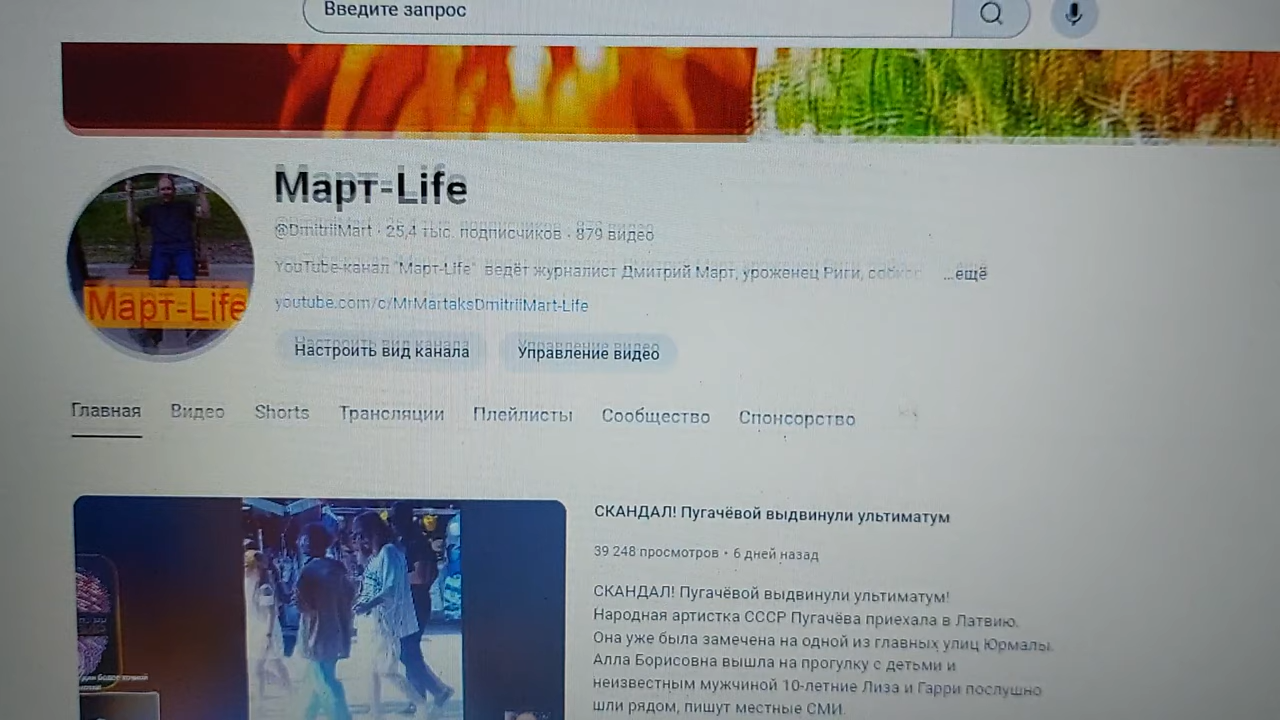 Введите запрос
Март-Life
@DmitriiMart · 25,4 тыс. подписчиков · 879 видео
YouTube-канал "Март-Life" ведёт журналист Дмитрий Март, уроженец Риги, ...ещё
youtube.com/c/MrMartaksDmitriiMart-Life
Настроить вид канала Управление видео
Главная Видео Shorts Трансляции Плейлисты Сообщество Спонсорство
Март-Life
СКАНДАЛ! Пугачёвой выдвинули ультиматум
39 248 просмотров • 6 дней назад
СКАНДАЛ! Пугачёвой выдвинули ультиматум!
Народная артистка СССР Пугачёва приехала в Латвию.
Она уже была замечена на одной из главных улиц Юрмалы.
Алла Борисовна вышла на прогулку с детьми и
неизвестным мужчиной 10-летние Лиза и Гарри послушно
шли рядом, пишут местные СМИ.